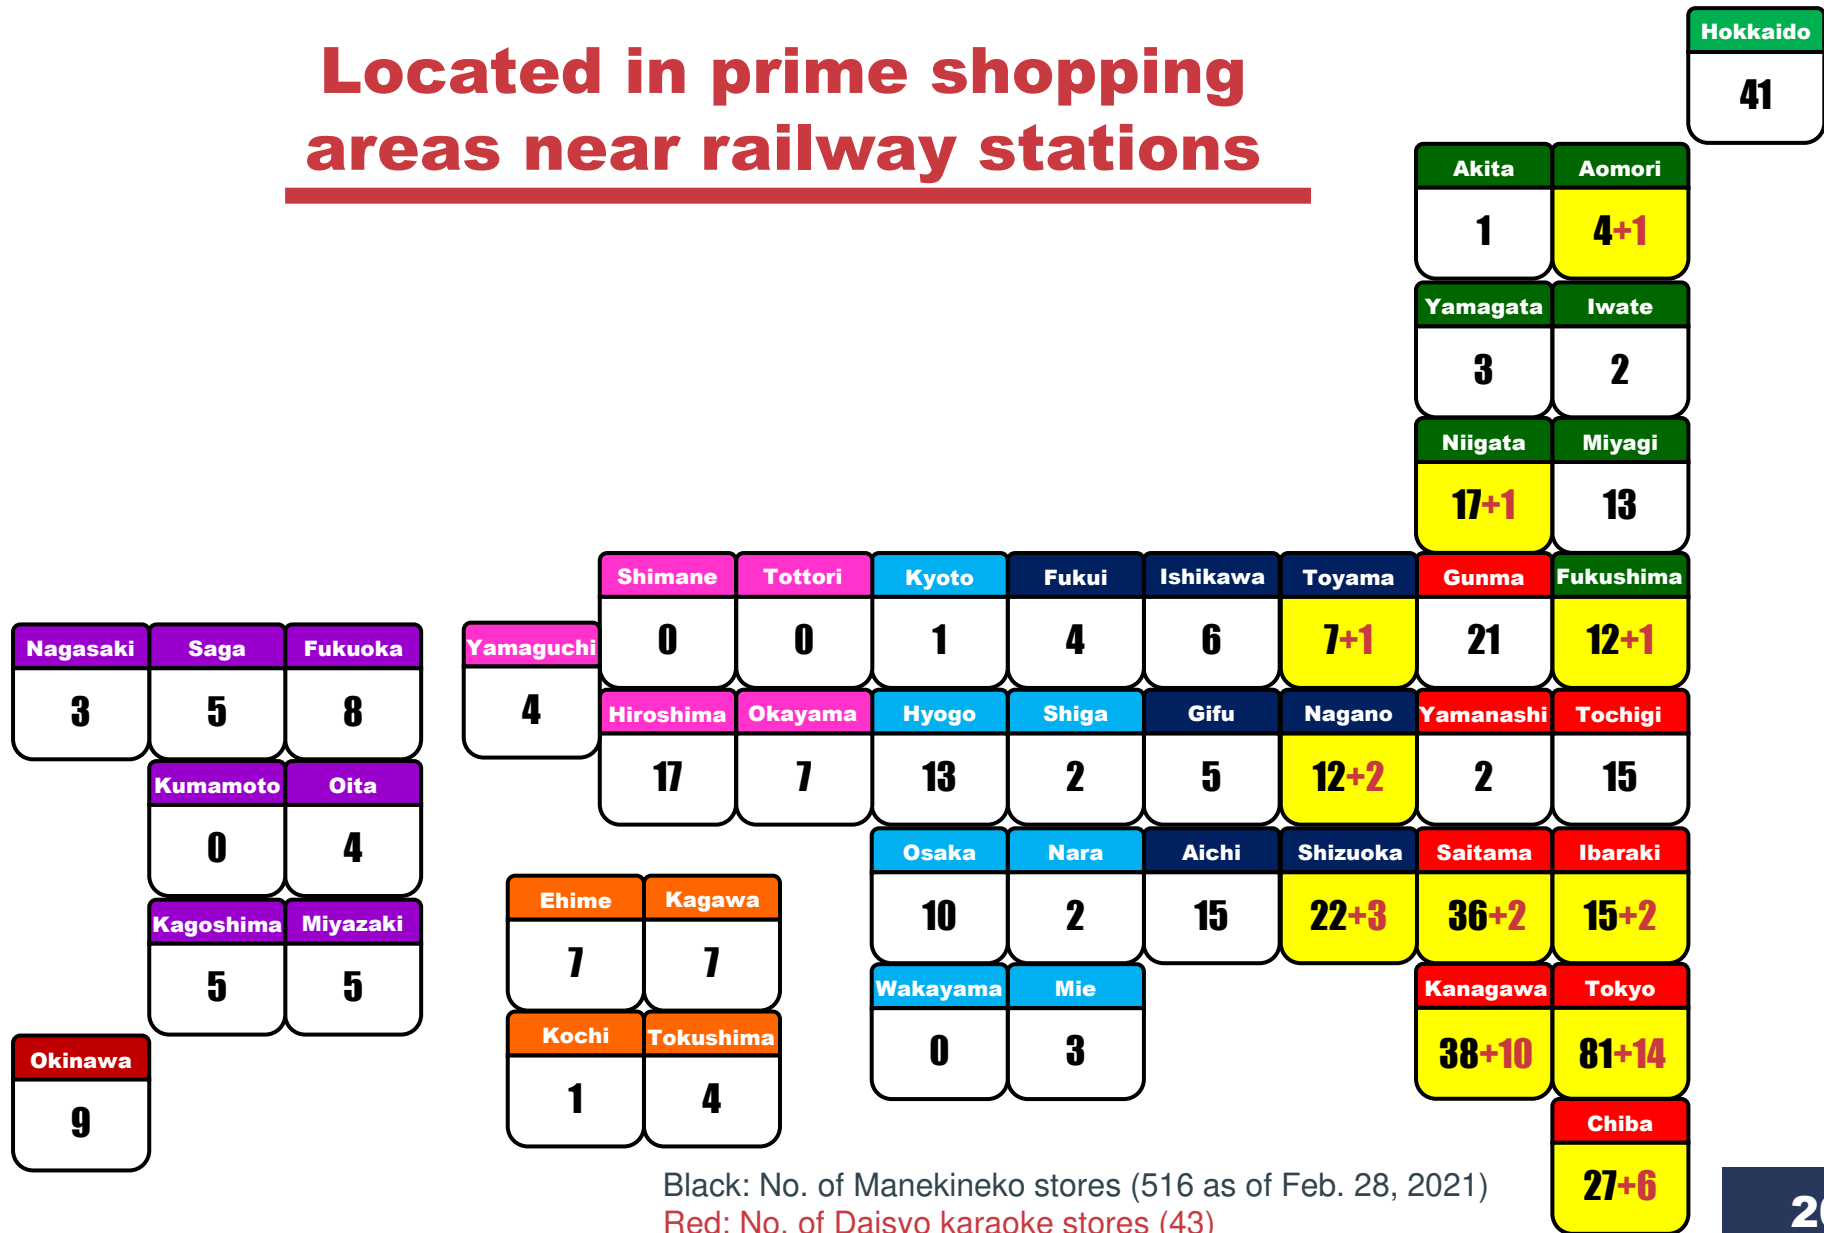 Located in prime shopping
areas near railway stations
Hokkaido
41
Akita Aomori
1 4+1
Yamagata Iwate
3 2
Niigata Miyagi
17+1 13
Shimane Tottori Kyoto Fukui Ishikawa Toyama Gunma Fukushima
0 0 1 4 6 7+1 21 12+1
Nagasaki Saga Fukuoka Yamaguchi
3 5 8 4
Hiroshima Okayama Hyogo Shiga Gifu Nagano Yamanashi Tochigi
17 7 13 2 5 12+2 2 15
Kumamoto Oita
0 4
Osaka Nara Aichi Shizuoka Saitama Ibaraki
10 2 15 22+3 36+2 15+2
Ehime Kagawa
7 7
Kagoshima Miyazaki
5 5
Wakayama Mie Kanagawa Tokyo
0 3 38+10 81+14
Kochi Tokushima
1 4
Okinawa
9
Chiba
27+6
Black: No. of Manekineko stores (516 as of Feb. 28, 2021)
Red: No. of Daisyo karaoke stores (43)